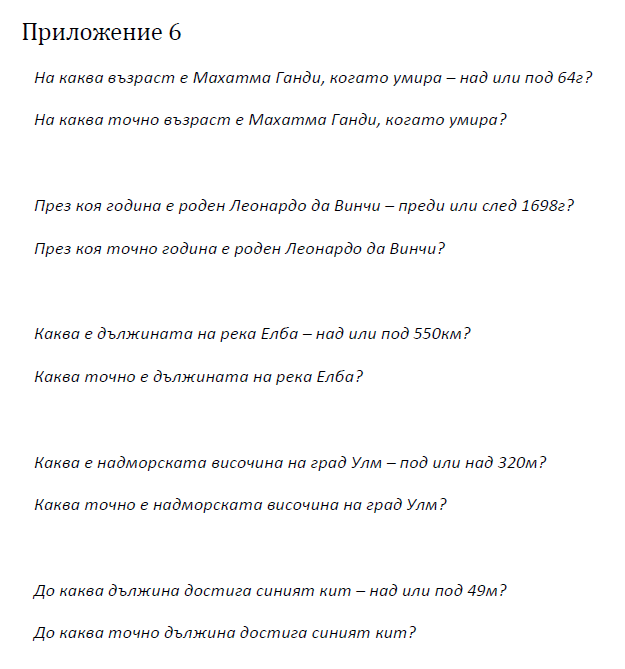 Приложение 6
На каква възраст е Махатма Ганди, когато умира – над или под 64г?
На каква точно възраст е Махатма Ганди, когато умира?
През коя година е роден Леонардо да Винчи – преди или след 1698г?
През коя точно година е роден Леонардо да Винчи?
Каква е дължината на река Елба – над или под 550км?
Каква точно е дължината на река Елба?
Каква е надморската височина на град Улм – под или над 320м?
Каква точно е надморската височина на град Улм?
До каква дължина достига синият кит – над или под 49м?
До каква точно дължина достига синият кит?